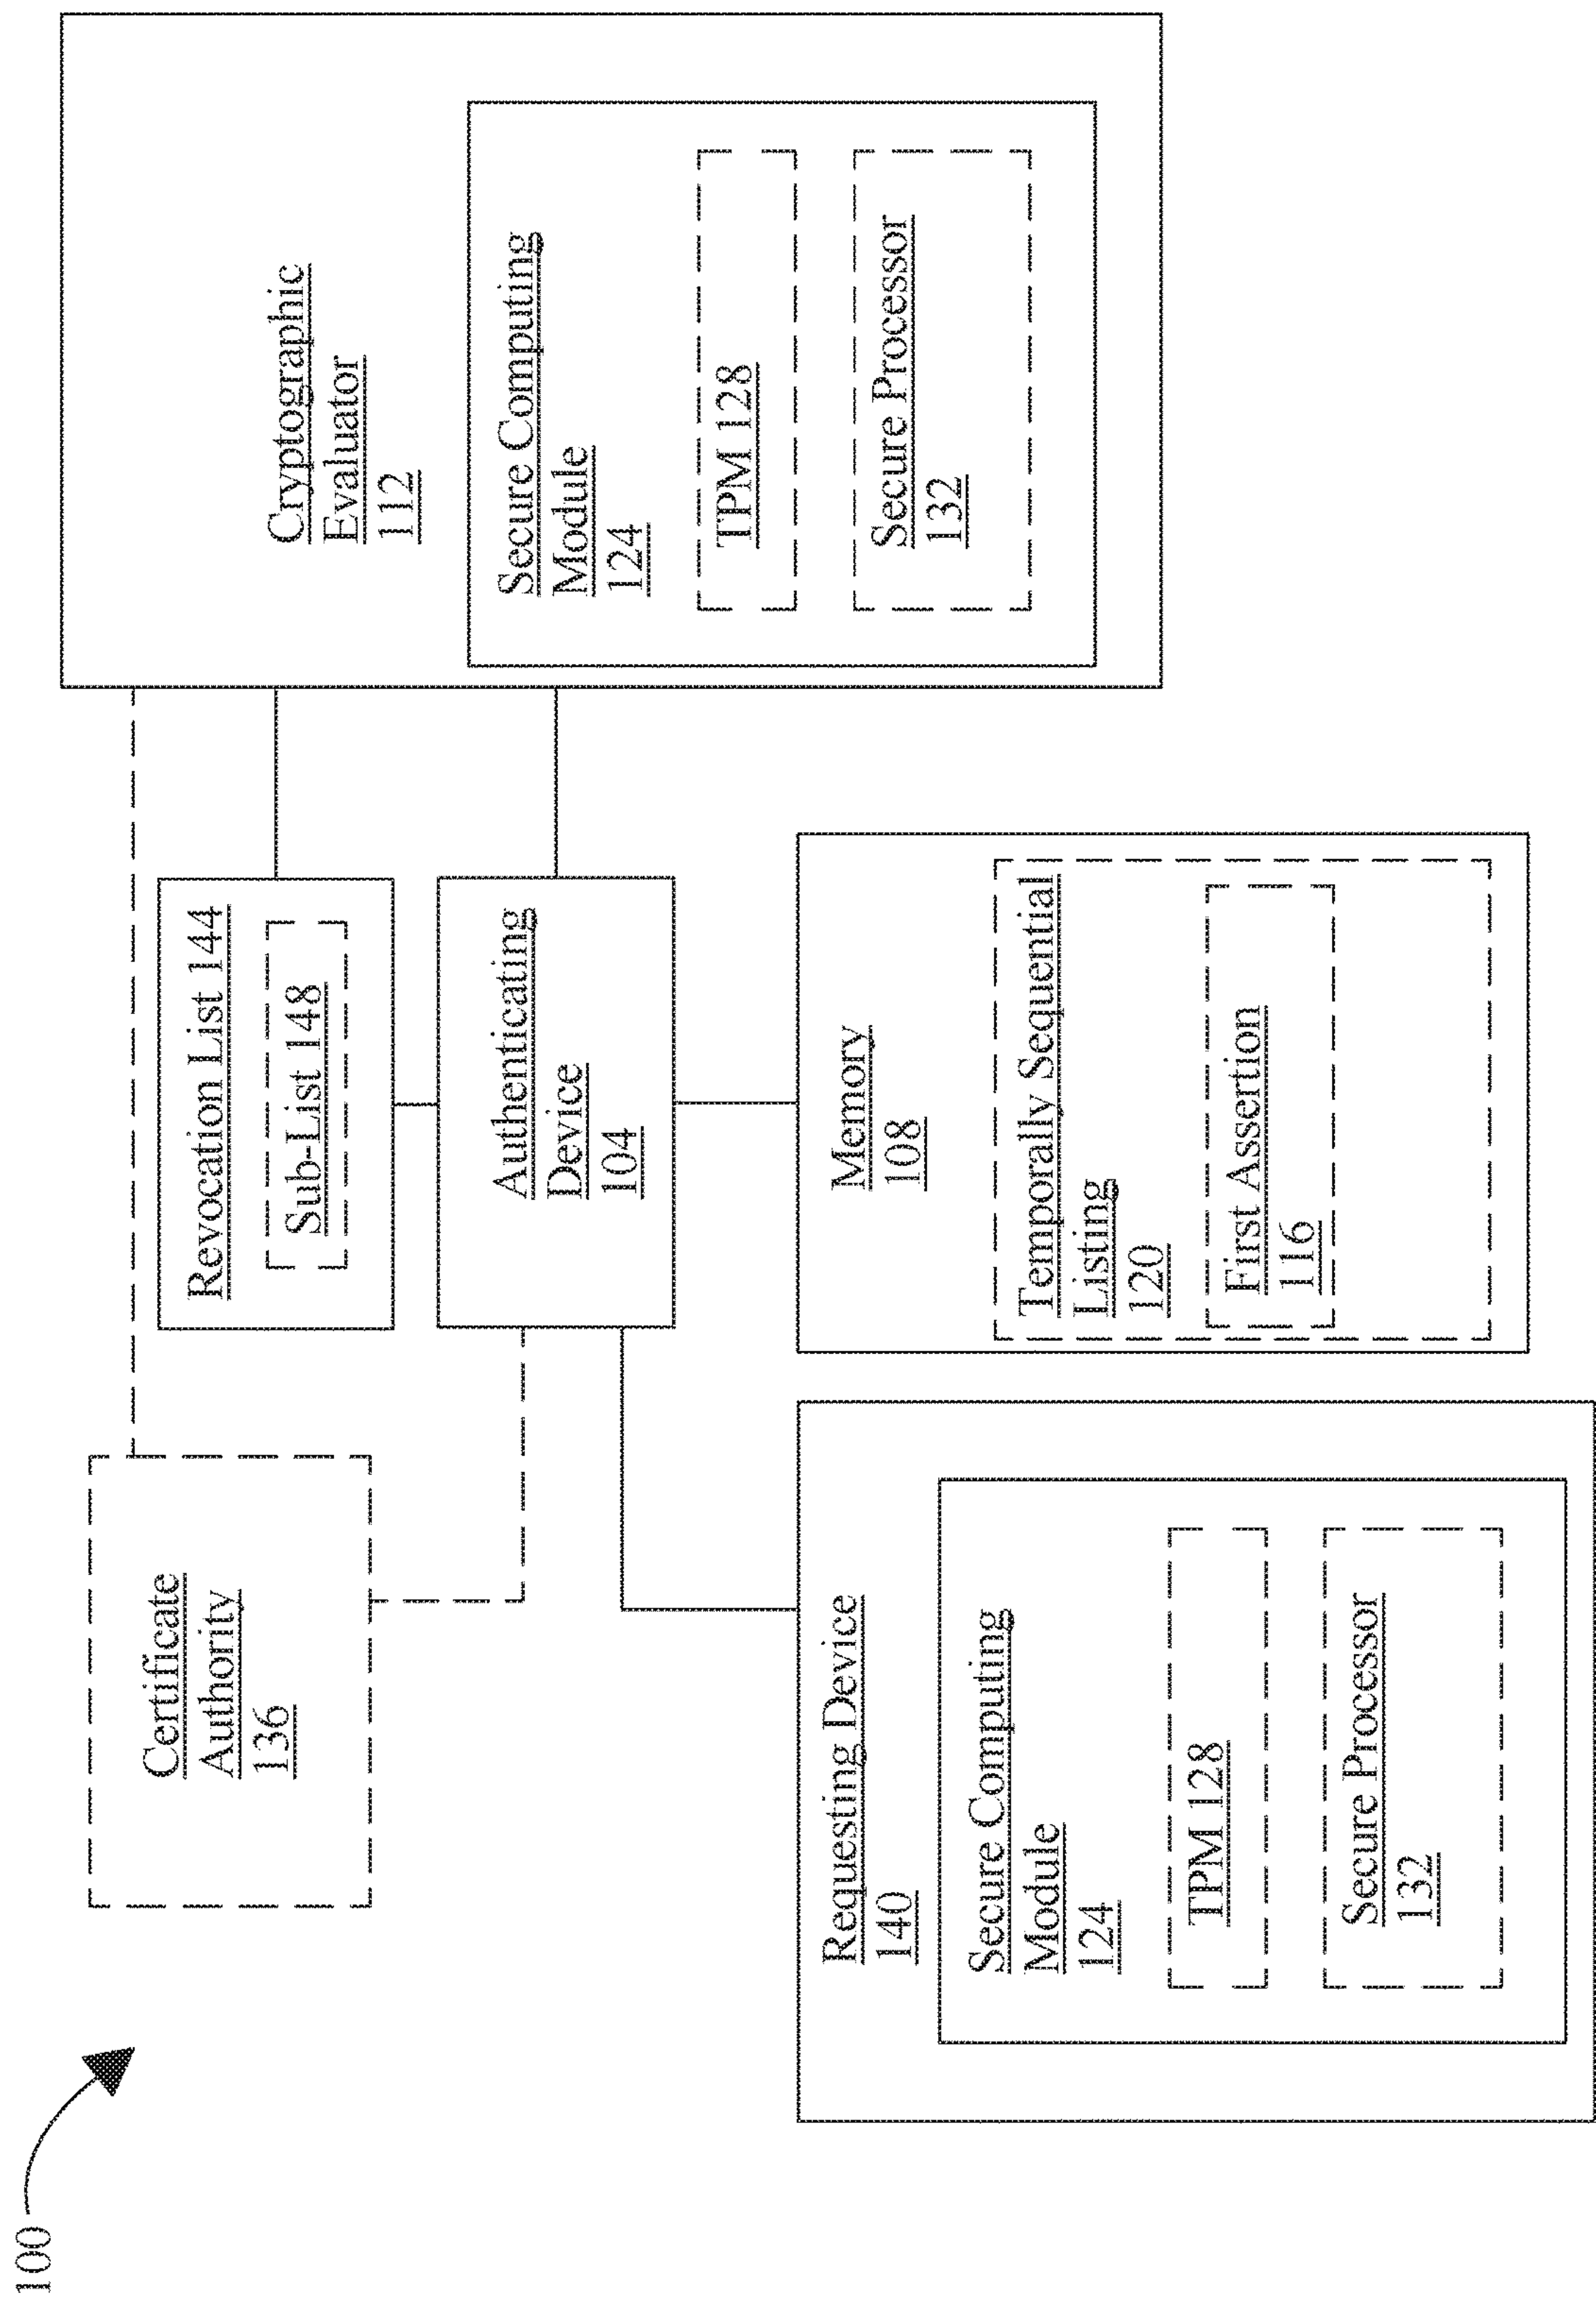 100
Certificate
Authority
136
Revocation List 144
Sub-List 148
Authenticating
Device
104
Cryptographic
Evaluator
112
Secure Computing
Module
124
TPM 128
Secure Processor
132
Requesting Device
140
Secure Computing
Module
124
TPM 128
Secure Processor
132
Memory
108
Temporally Sequential
Listing
120
First Assertion
116